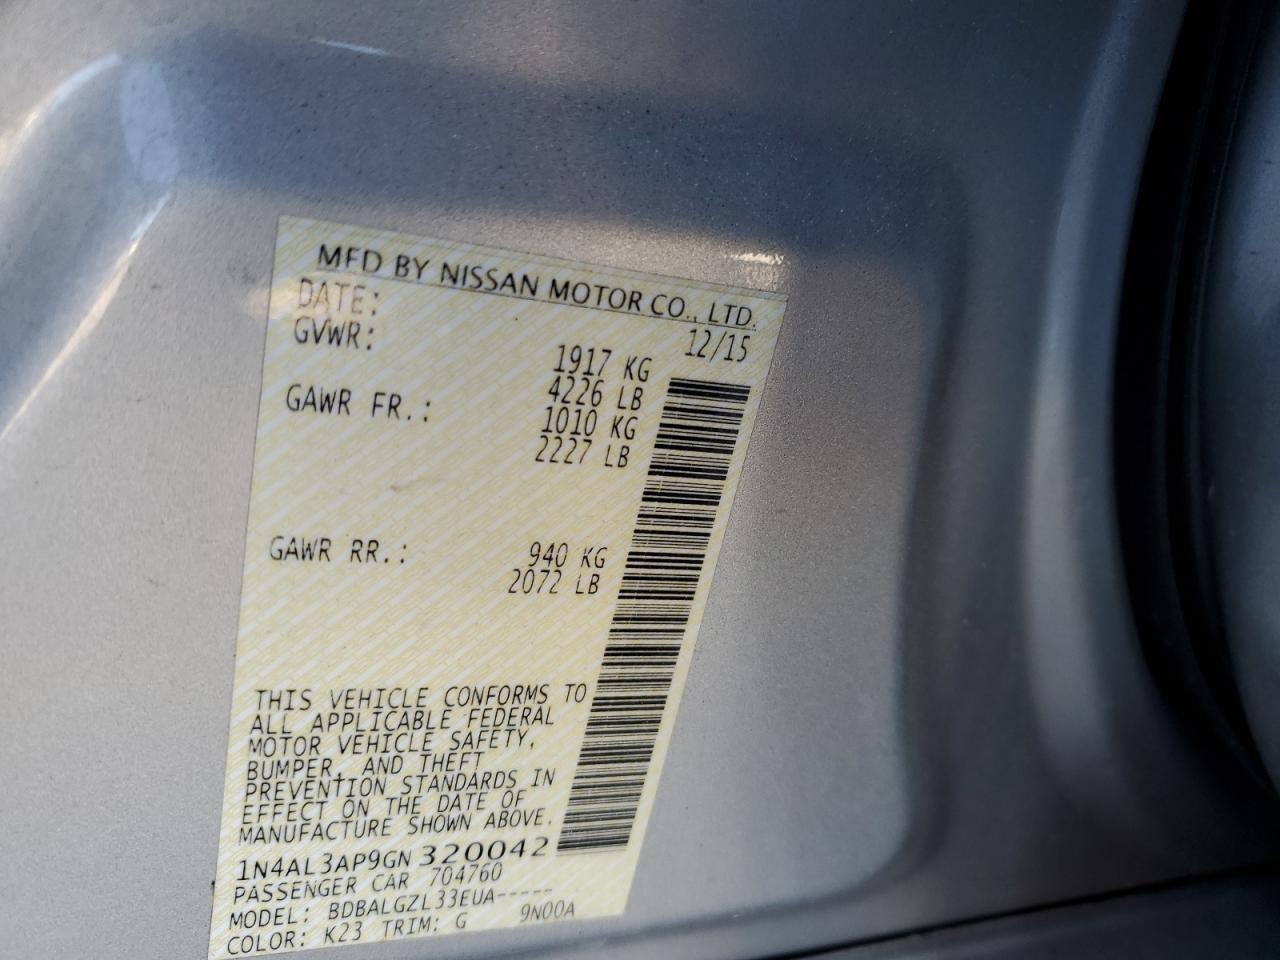 MFD BY NISSAN MOTOR CO., LTD.
DATE: 12/15
GVWR: 1917 KG
4226 LB
GAWR FR.: 1010 KG
2227 LB
GAWR RR.: 940 KG
2072 LB
THIS VEHICLE CONFORMS TO
ALL APPLICABLE FEDERAL
MOTOR VEHICLE SAFETY,
BUMPER, AND THEFT
PREVENTION STANDARDS IN
EFFECT ON THE DATE OF
MANUFACTURE SHOWN ABOVE.
1N4AL3AP9GN320042
PASSENGER CAR 704760
MODEL: BDBALGZL33EUA-----
COLOR: K23 TRIM: G 9N00A